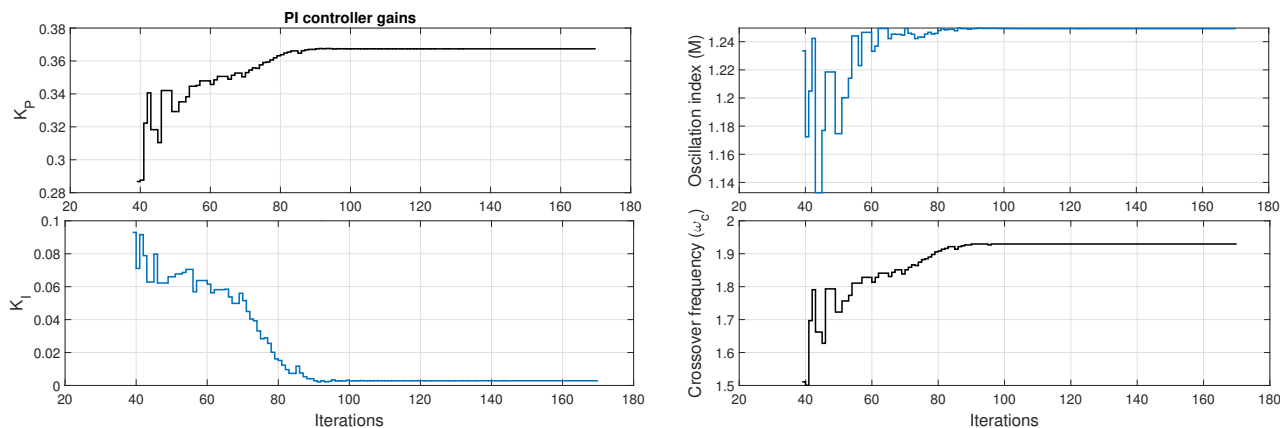 PI controller gains
0.38
0.36
0.34
0.32
0.3
0.28
K_P
20 40 60 80 100 120 140 160 180
0.1
0.08
0.06
0.04
0.02
0
K_I
20 40 60 80 100 120 140 160 180
Iterations
1.24
1.22
1.2
1.18
1.16
1.14
Oscillation index (M)
20 40 60 80 100 120 140 160 180
2
1.9
1.8
1.7
1.6
1.5
Crossover frequency (ω_c)
20 40 60 80 100 120 140 160 180
Iterations